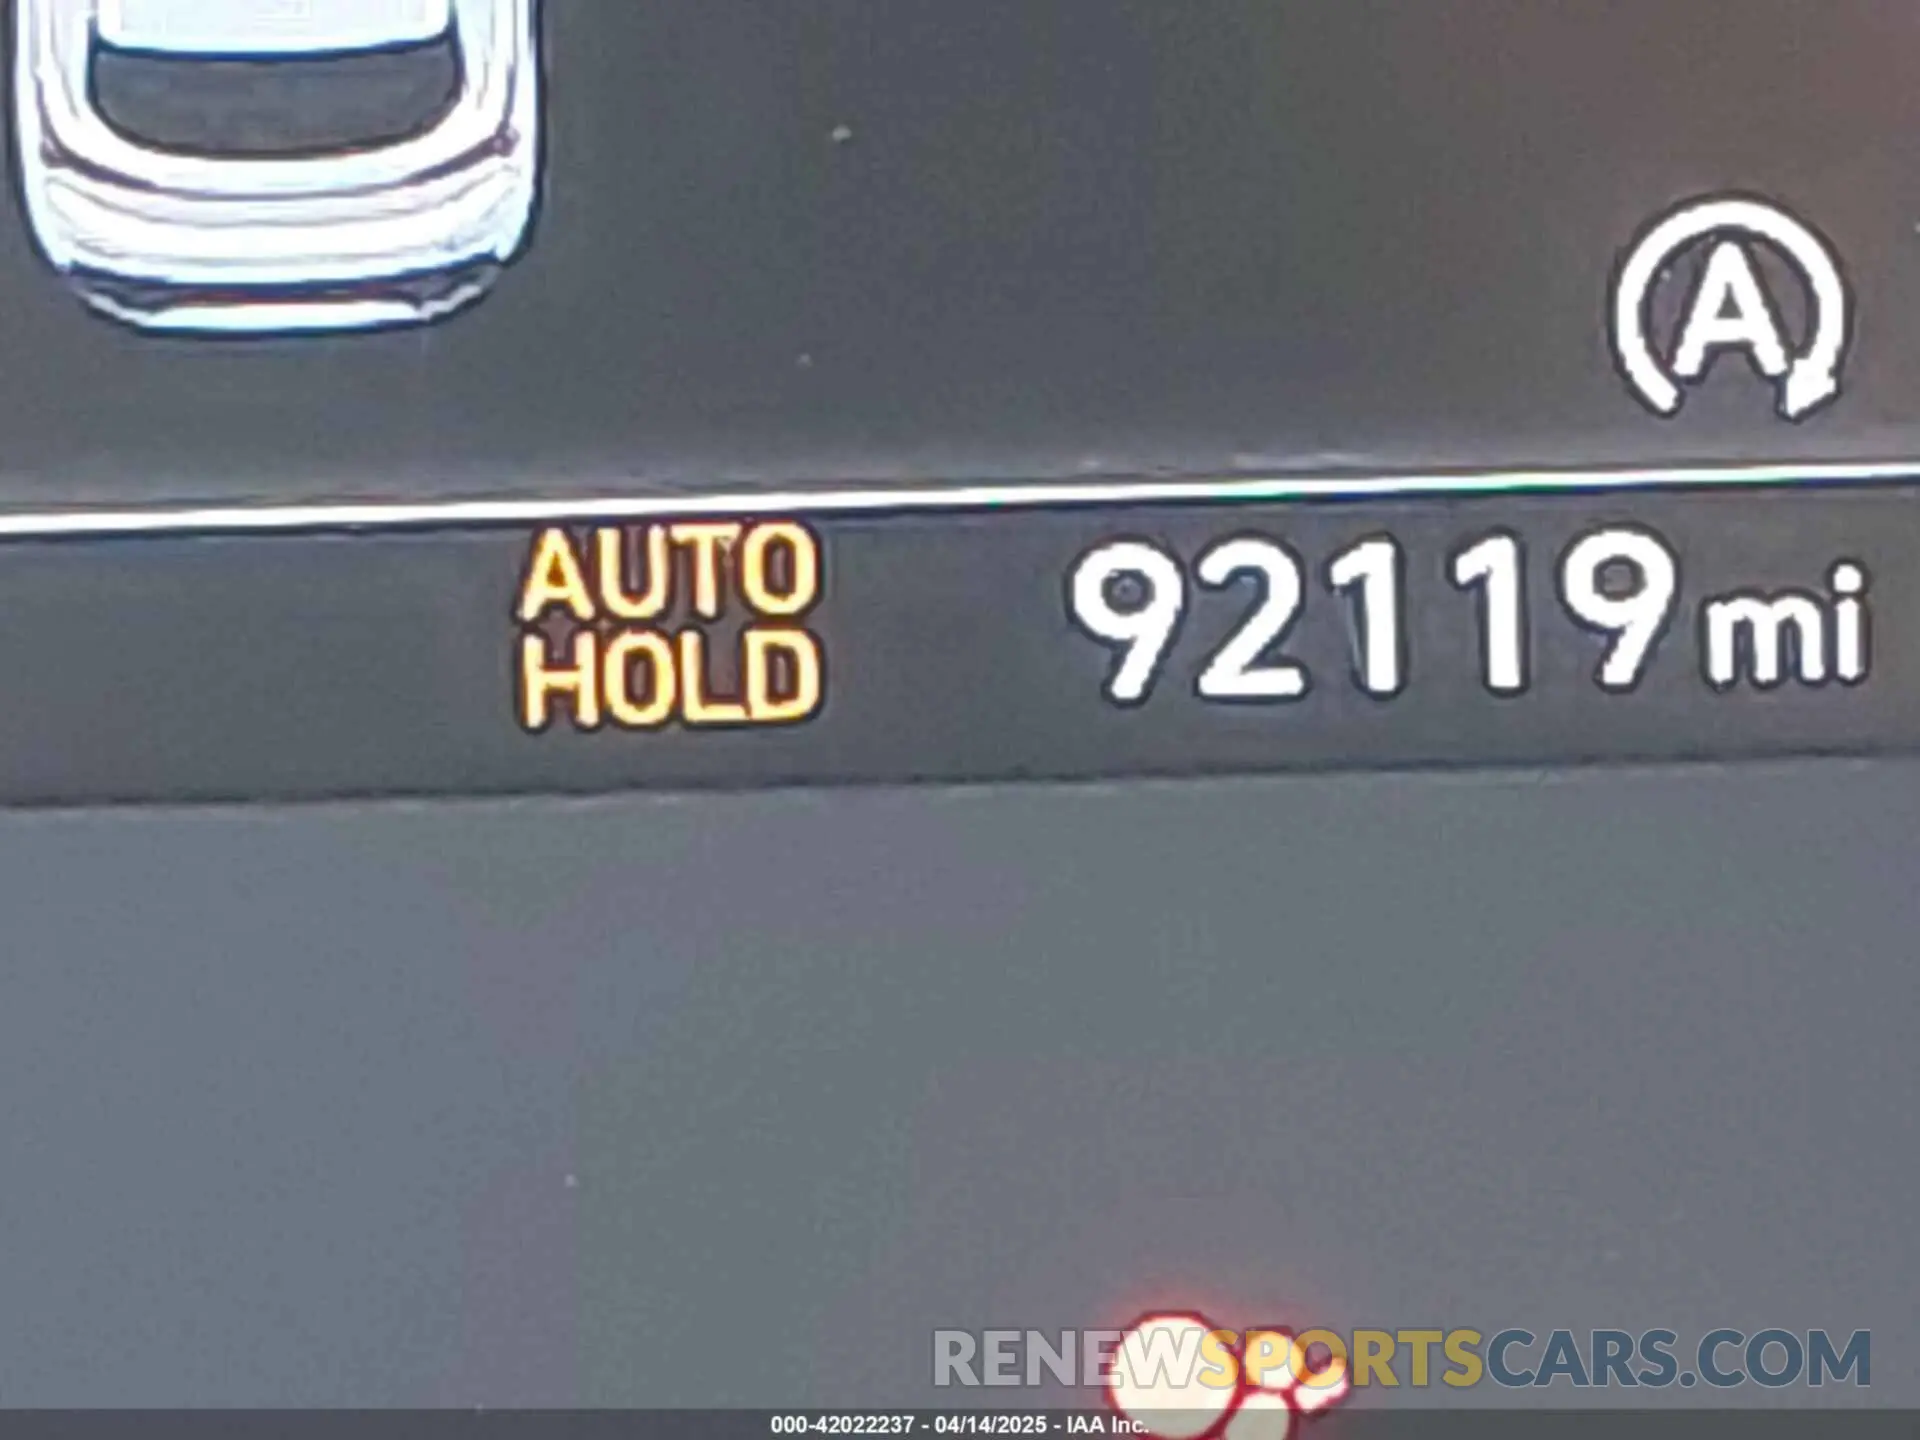 A
AUTO
HOLD
92119 mi
RENEWSPORTSCARS.COM
000-42022237 - 04/14/2025 - IAA Inc.